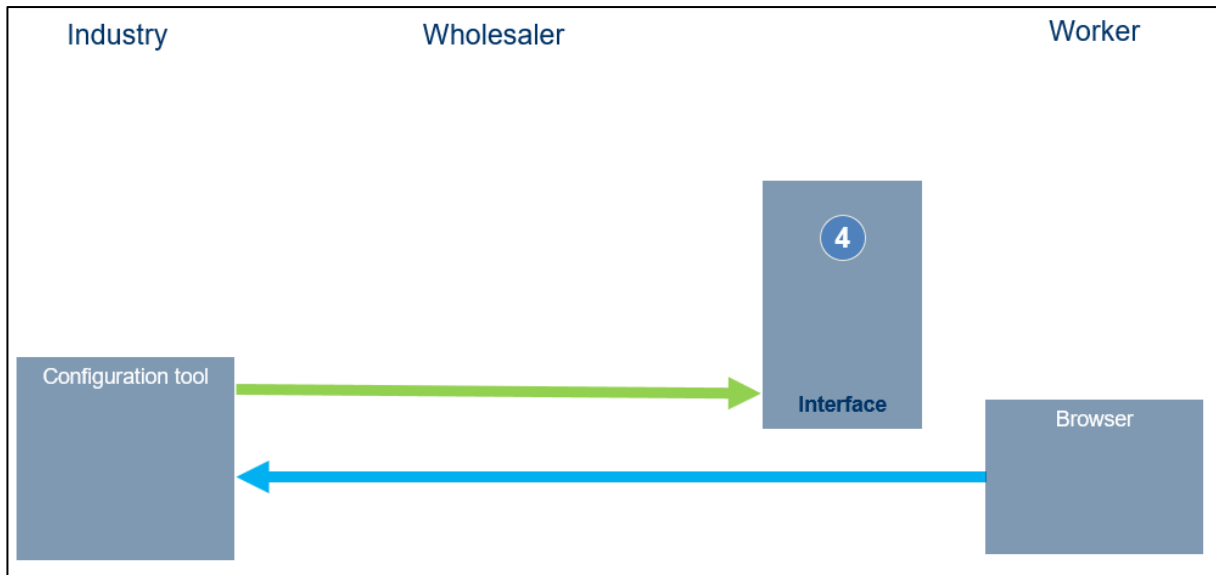 Industry
Wholesaler
Worker
4
Configuration tool
Interface
Browser